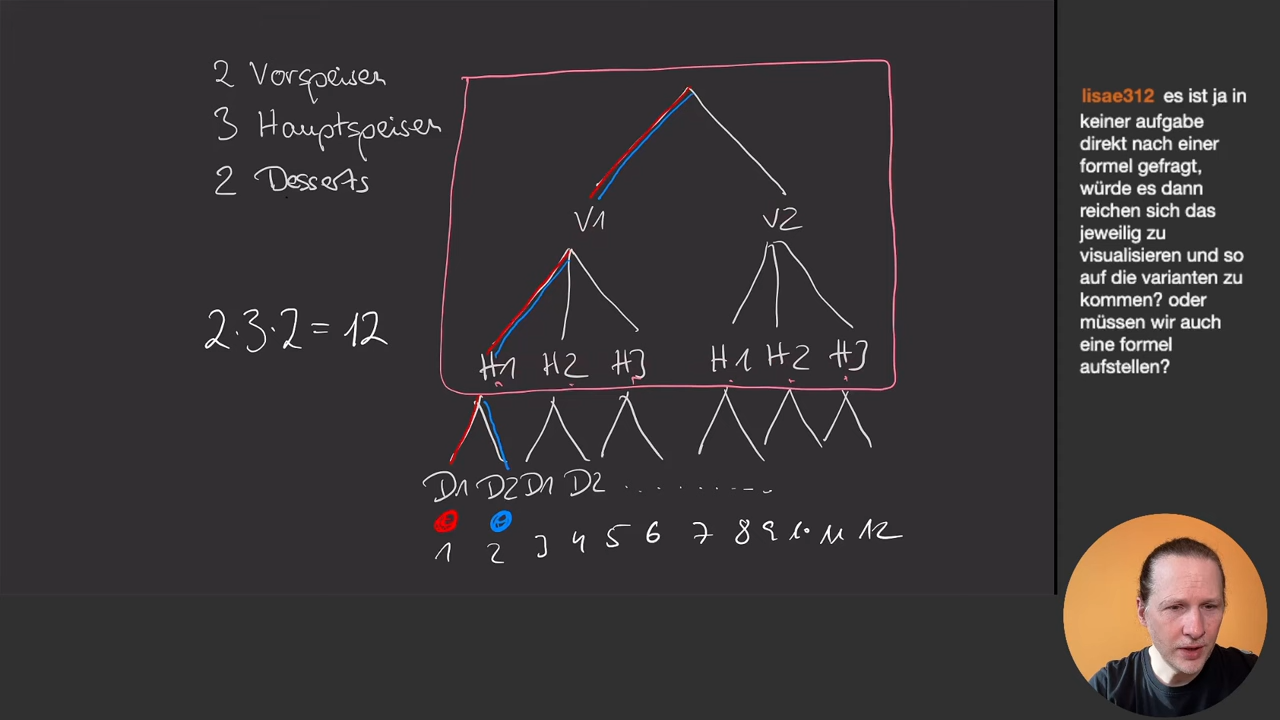 2 Vorspeisen
3 Hauptspeisen
2 Desserts
2·3·2=12
V1 V2
H1 H2 H3 H1 H2 H3
D1 D2 D1 D2 ..........
1 2 3 4 5 6 7 8 9 10 11 12
lisae312 es ist ja in
keiner aufgabe
direkt nach einer
formel gefragt,
würde es dann
reichen sich das
jeweilig zu
visualisieren und so
auf die varianten zu
kommen? oder
müssen wir auch
eine formel
aufstellen?